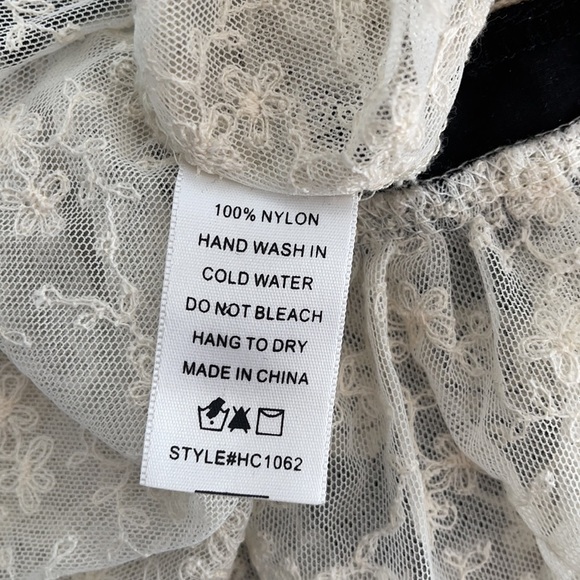 100% NYLON
HAND WASH IN
COLD WATER
DO NOT BLEACH
HANG TO DRY
MADE IN CHINA
STYLE#HC1062